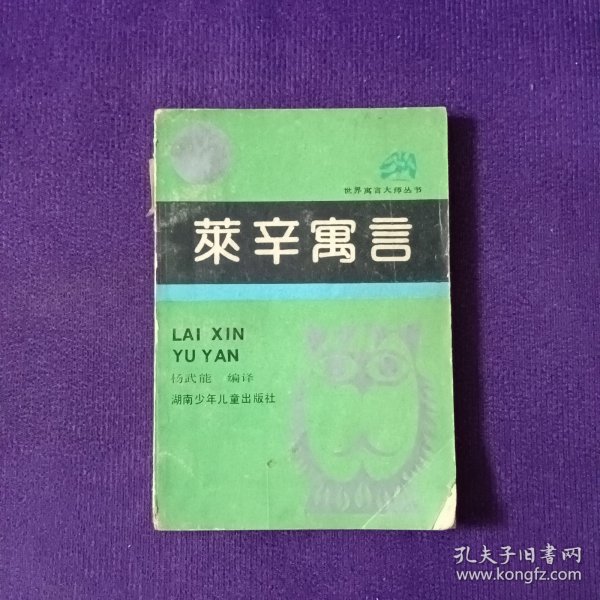 世界寓言大师丛书
萊辛寓言
LAI XIN
YU YAN
杨武能 编译
湖南少年儿童出版社
孔夫子旧书网
www.kongfz.com